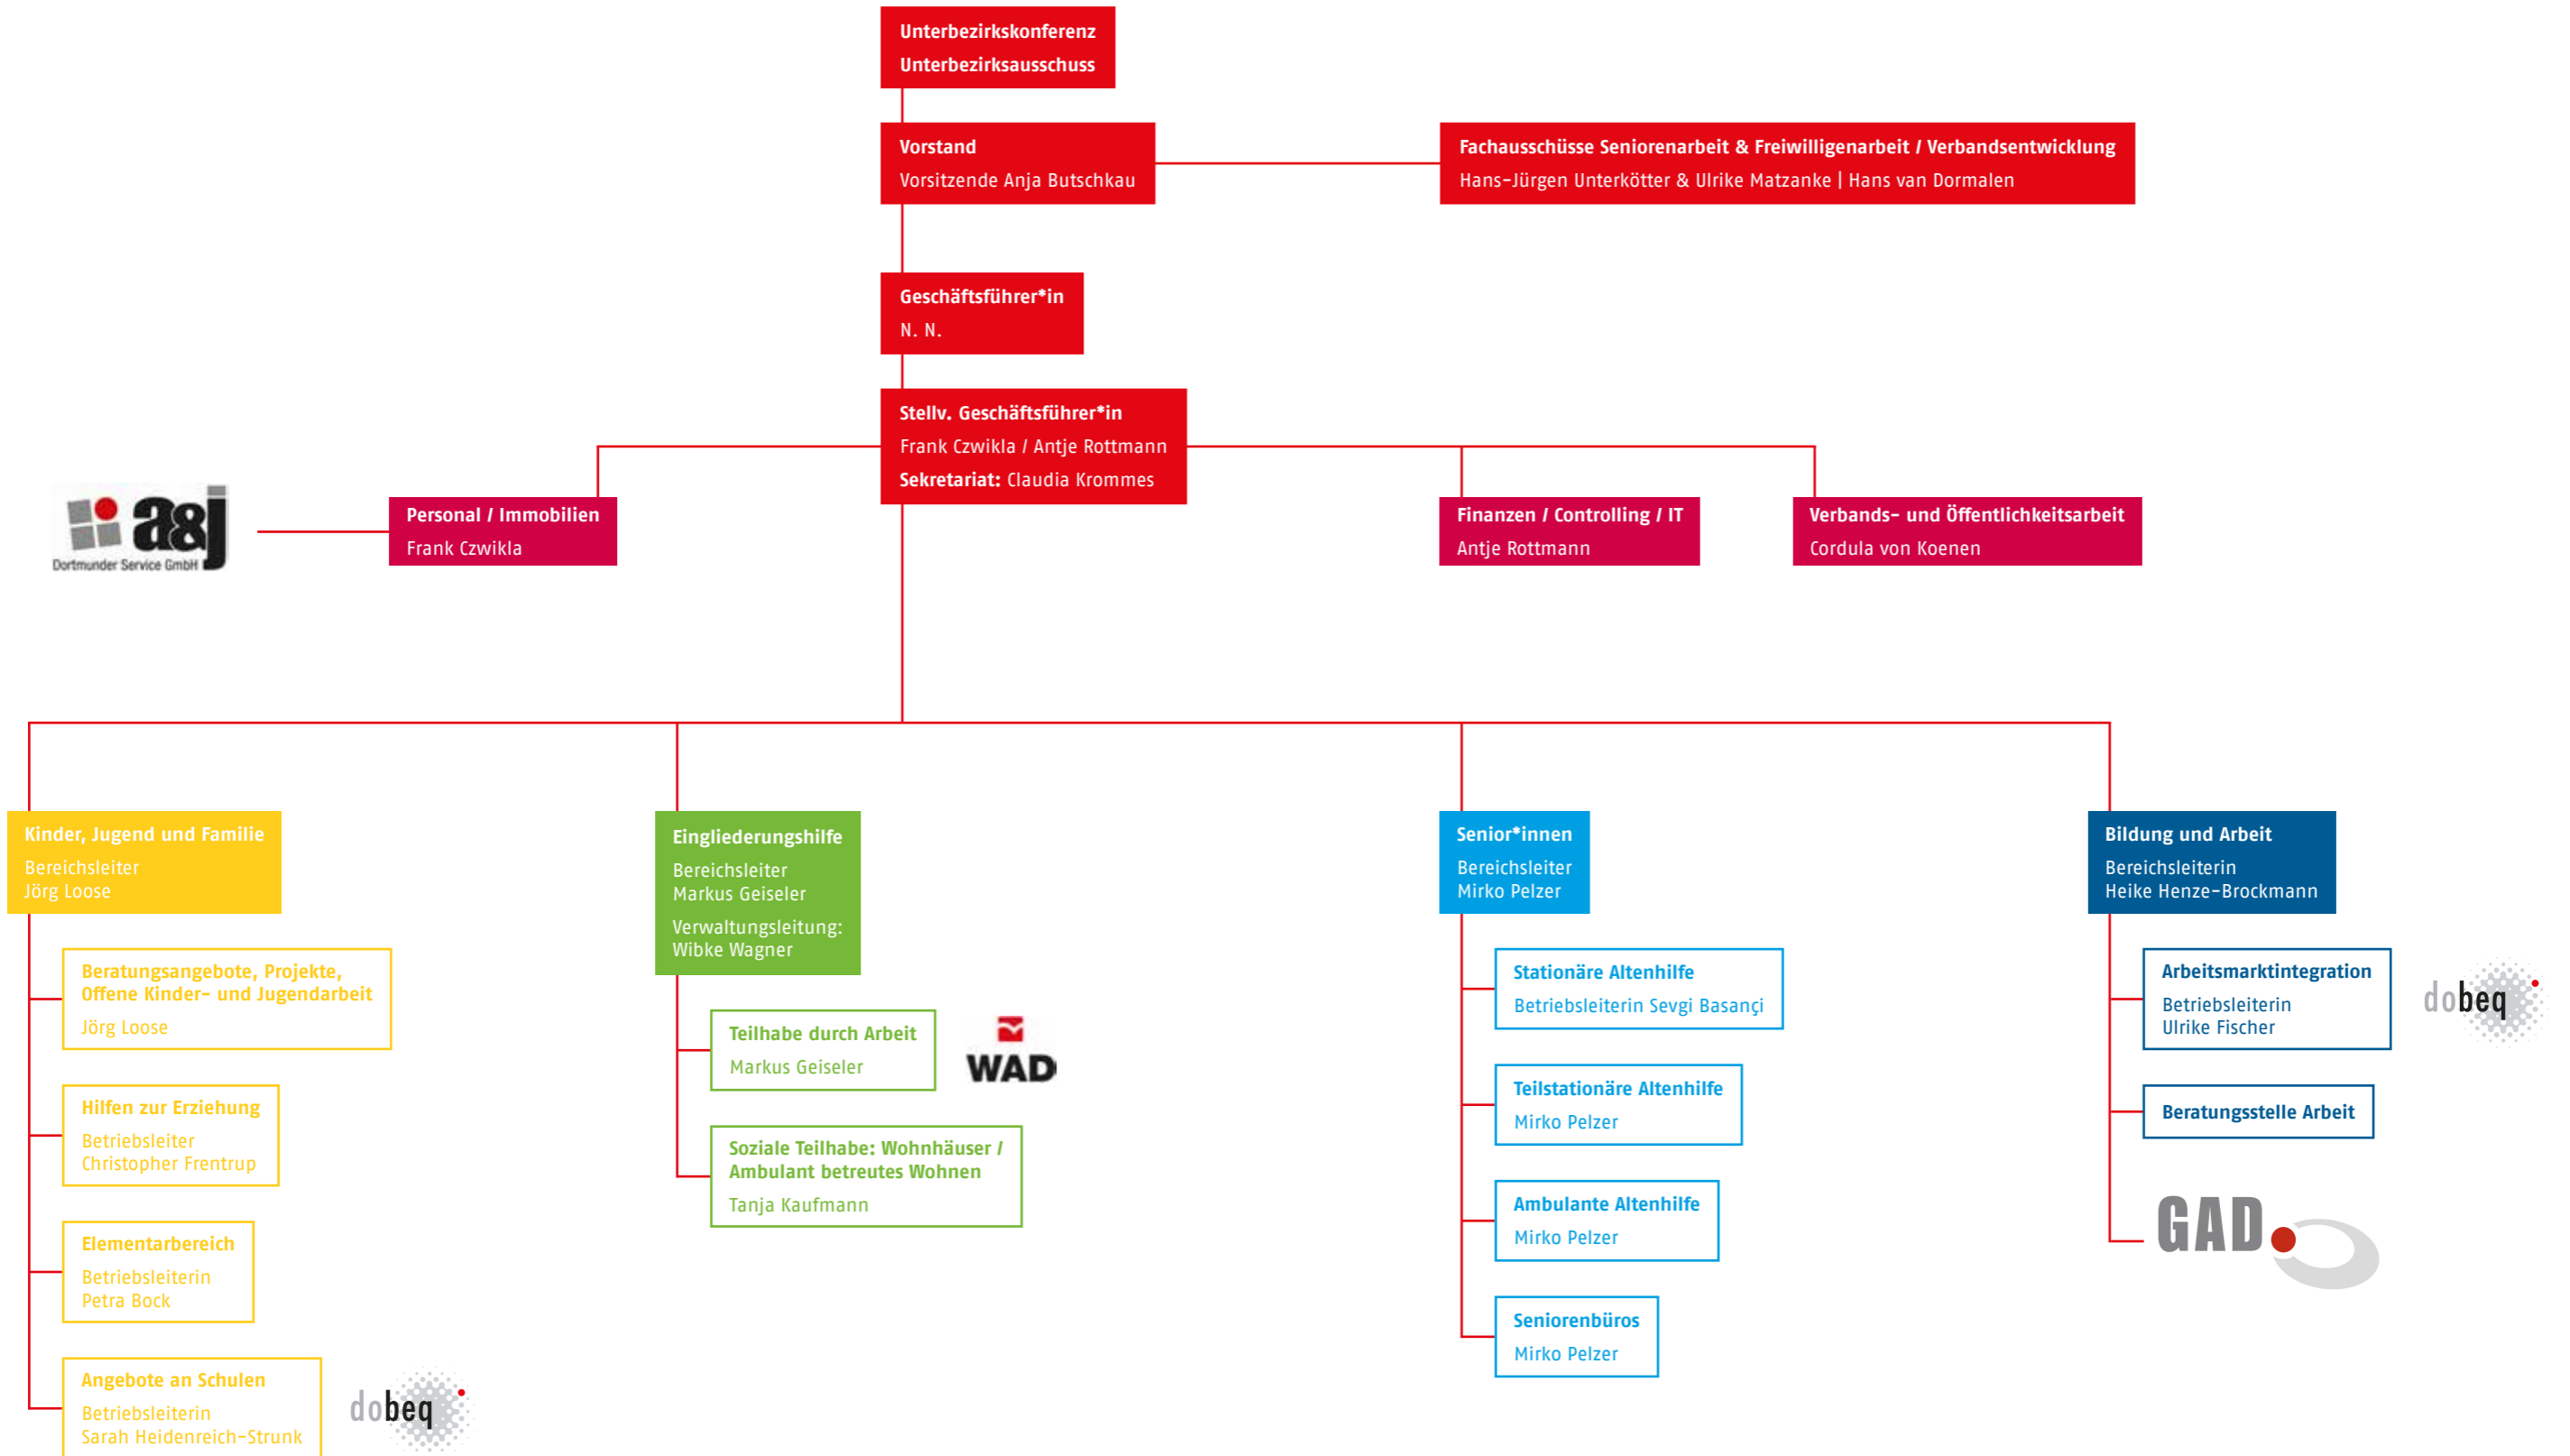 Unterbezirkskonferenz
Unterbezirksausschuss
Vorstand
Vorsitzende Anja Butschkau
Fachausschüsse Seniorenarbeit & Freiwilligenarbeit / Verbandsentwicklung
Hans-Jürgen Unterkötter & Ulrike Matzanke | Hans van Dormalen
Geschäftsführer*in
N. N.
Stellv. Geschäftsführer*in
Frank Czwikla / Antje Rottmann
Sekretariat: Claudia Krommes
a&j
Dortmunder Service GmbH
Personal / Immobilien
Frank Czwikla
Finanzen / Controlling / IT
Antje Rottmann
Verbands- und Öffentlichkeitsarbeit
Cordula von Koenen
Kinder, Jugend und Familie
Bereichsleiter
Jörg Loose
Beratungsangebote, Projekte,
Offene Kinder- und Jugendarbeit
Jörg Loose
Hilfen zur Erziehung
Betriebsleiter
Christopher Frentrup
Elementarbereich
Betriebsleiterin
Petra Bock
Angebote an Schulen
Betriebsleiterin
Sarah Heidenreich-Strunk
dobeq
Eingliederungshilfe
Bereichsleiter
Markus Geiseler
Verwaltungsleitung:
Wibke Wagner
Teilhabe durch Arbeit
Markus Geiseler
WAD
Soziale Teilhabe: Wohnhäuser /
Ambulant betreutes Wohnen
Tanja Kaufmann
Senior*innen
Bereichsleiter
Mirko Pelzer
Stationäre Altenhilfe
Betriebsleiterin Sevgi Basançi
Teilstationäre Altenhilfe
Mirko Pelzer
Ambulante Altenhilfe
Mirko Pelzer
Seniorenbüros
Mirko Pelzer
Bildung und Arbeit
Bereichsleiterin
Heike Henze-Brockmann
Arbeitsmarktintegration
Betriebsleiterin
Ulrike Fischer
dobeq
Beratungsstelle Arbeit
GAD